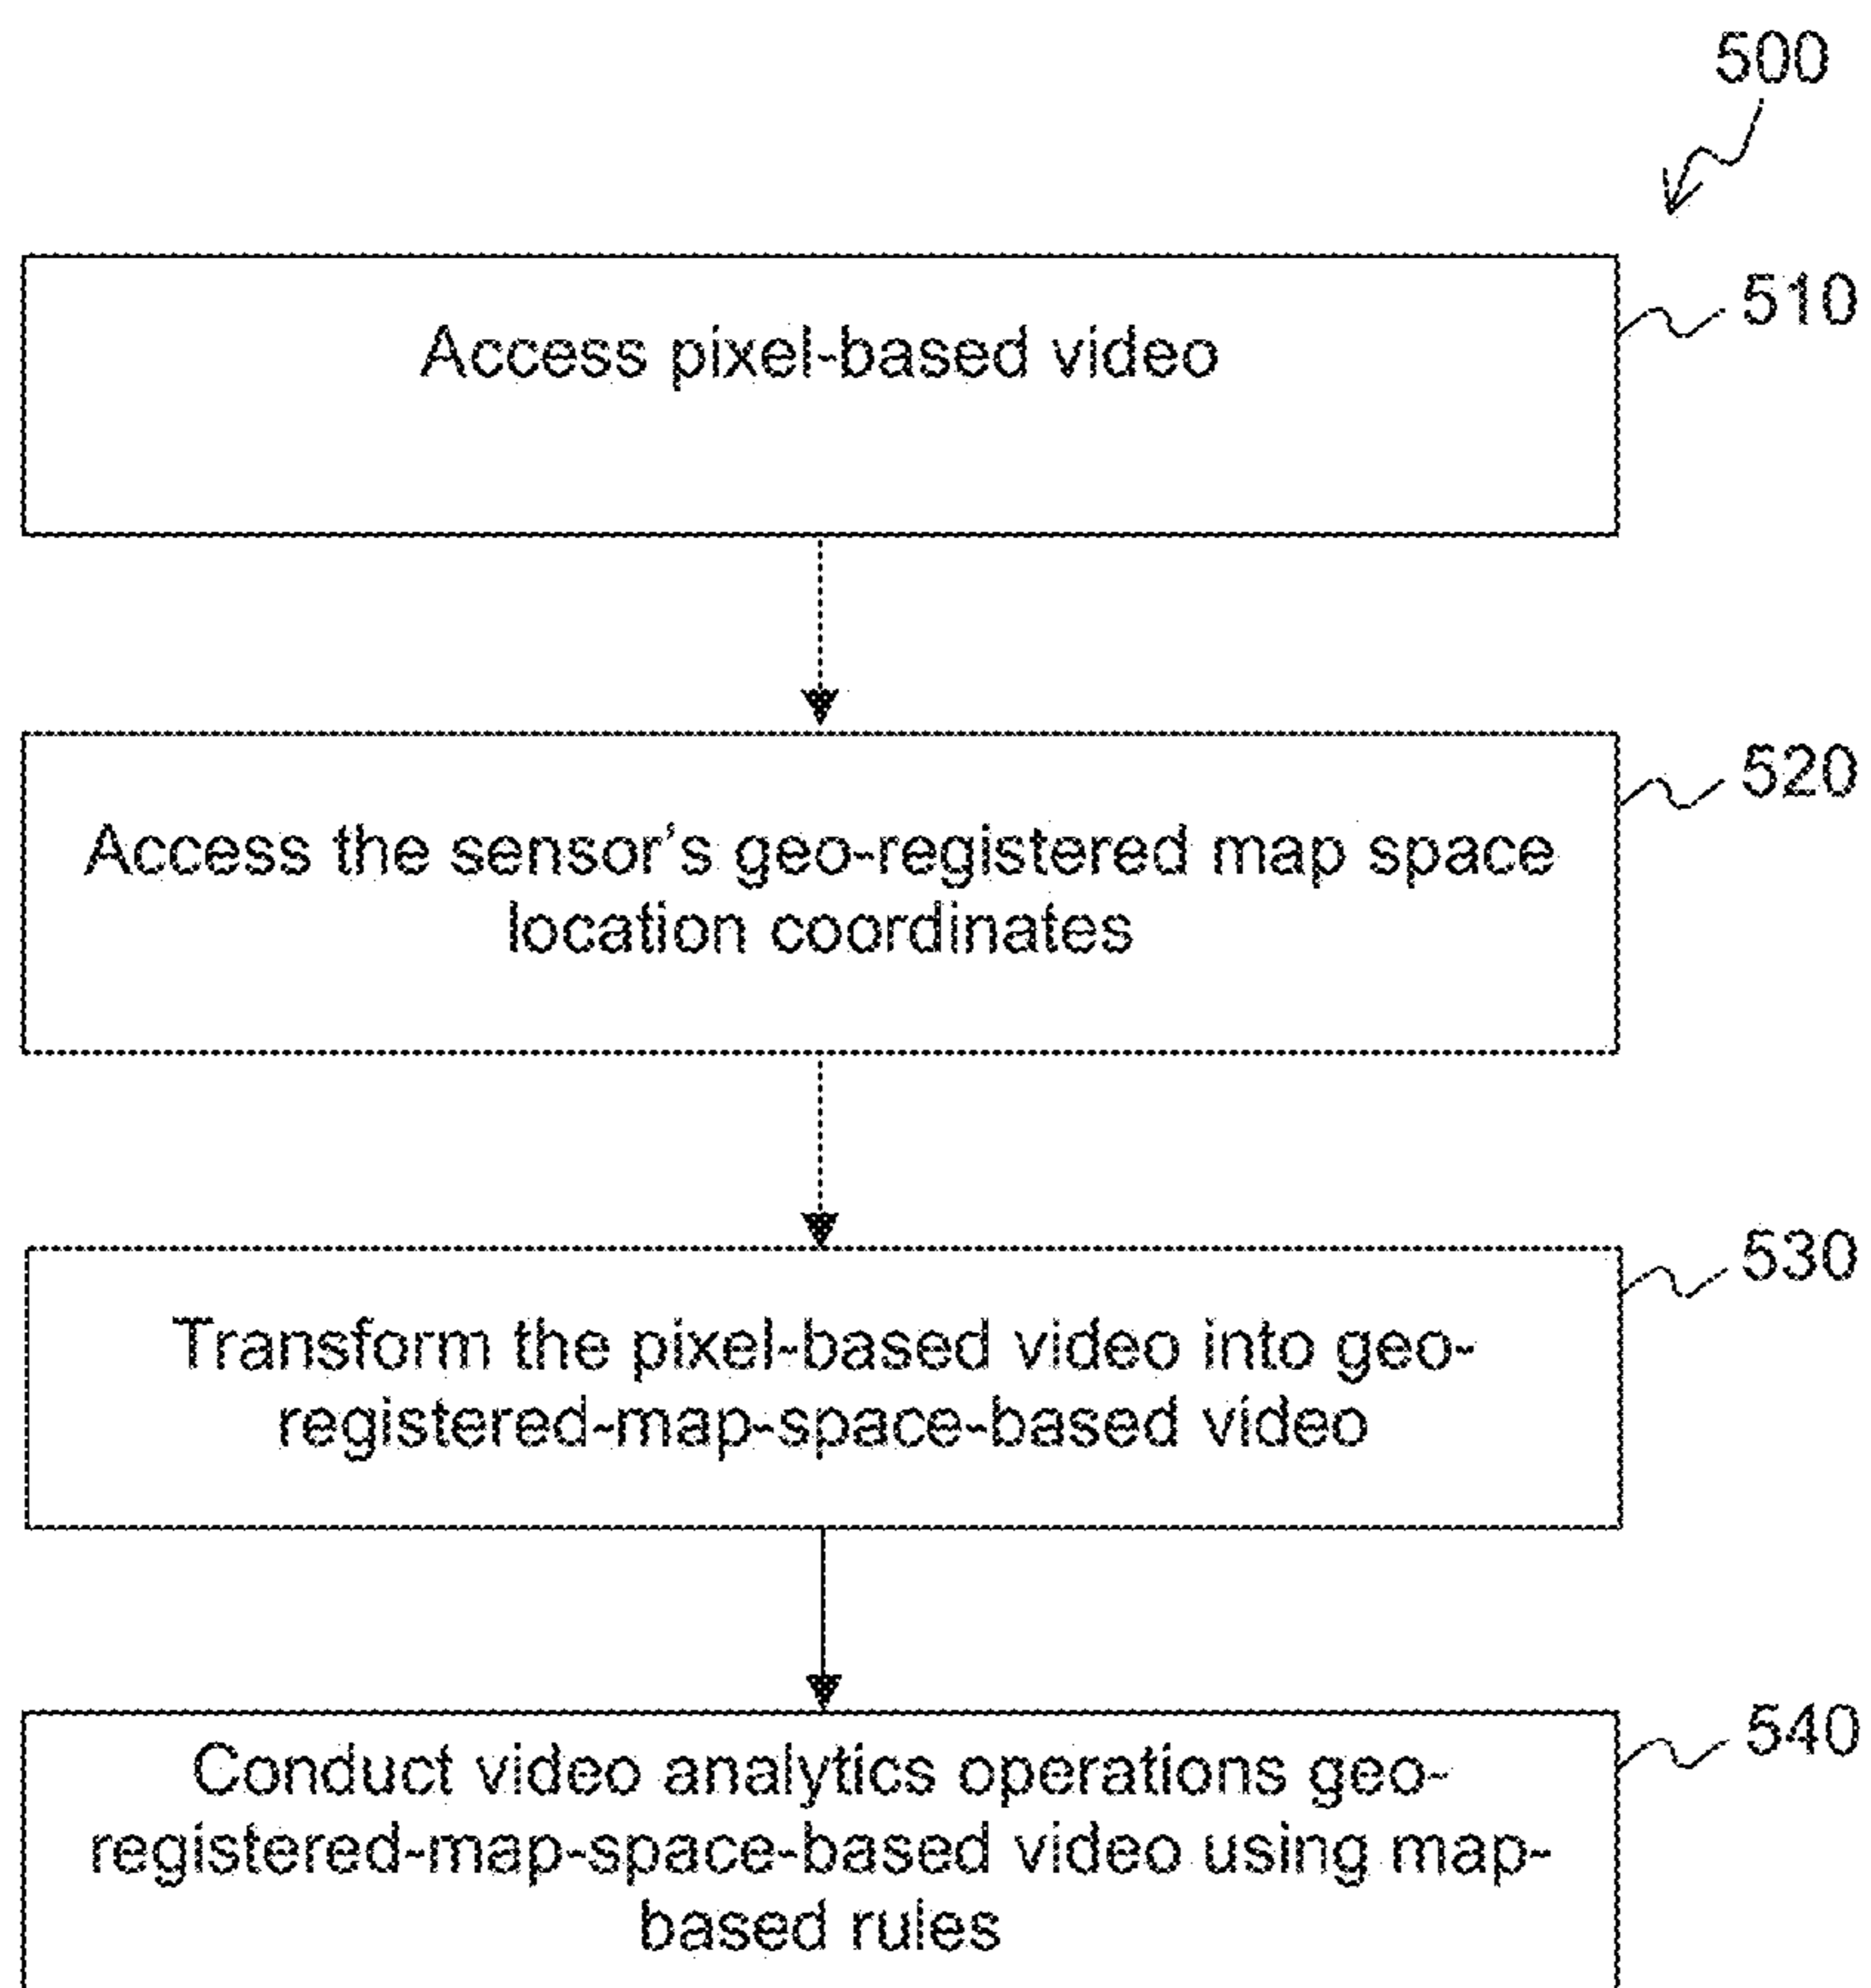 500
Access pixel-based video
510
Access the sensor's geo-registered map space
location coordinates
520
Transform the pixel-based video into geo-
registered-map-space-based video
530
Conduct video analytics operations geo-
registered-map-space-based video using map-
based rules
540